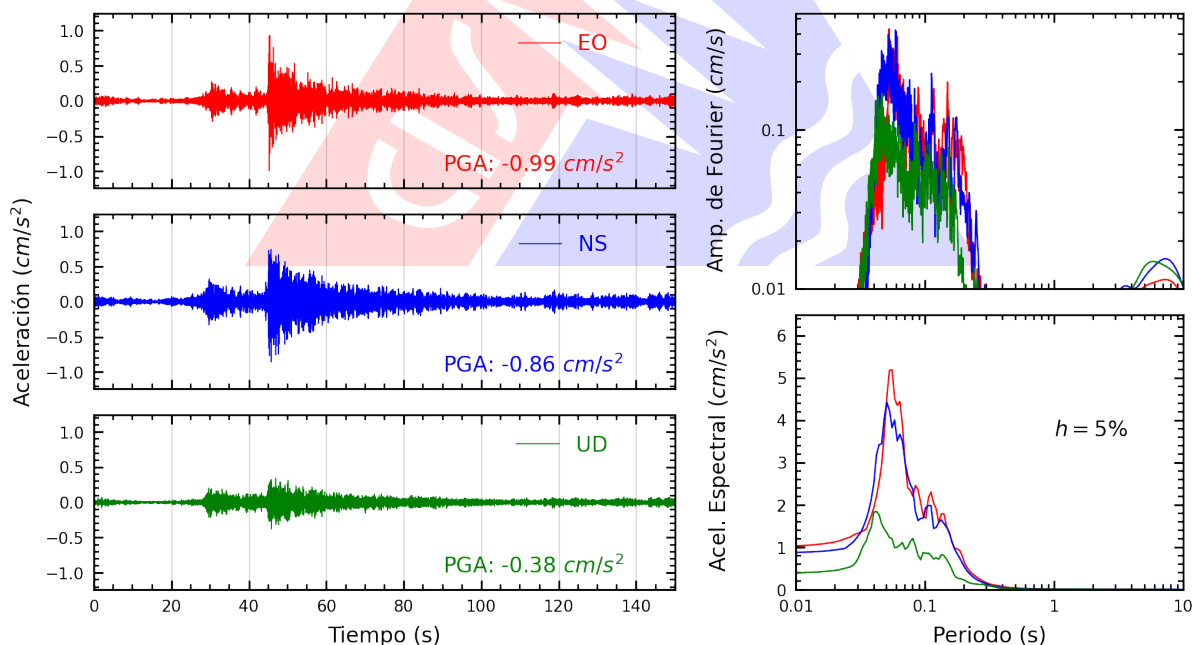 Aceleración (cm/s²)
1.0
0.5
0.0
−0.5
−1.0
EO
PGA: -0.99 cm/s²
1.0
0.5
0.0
−0.5
−1.0
NS
PGA: -0.86 cm/s²
1.0
0.5
0.0
−0.5
−1.0
UD
PGA: -0.38 cm/s²
0 20 40 60 80 100 120 140
Tiempo (s)
Amp. de Fourier (cm/s)
0.1
0.01
Acel. Espectral (cm/s²)
6
5
4
3
2
1
0
h = 5%
0.01 0.1 1 10
Periodo (s)